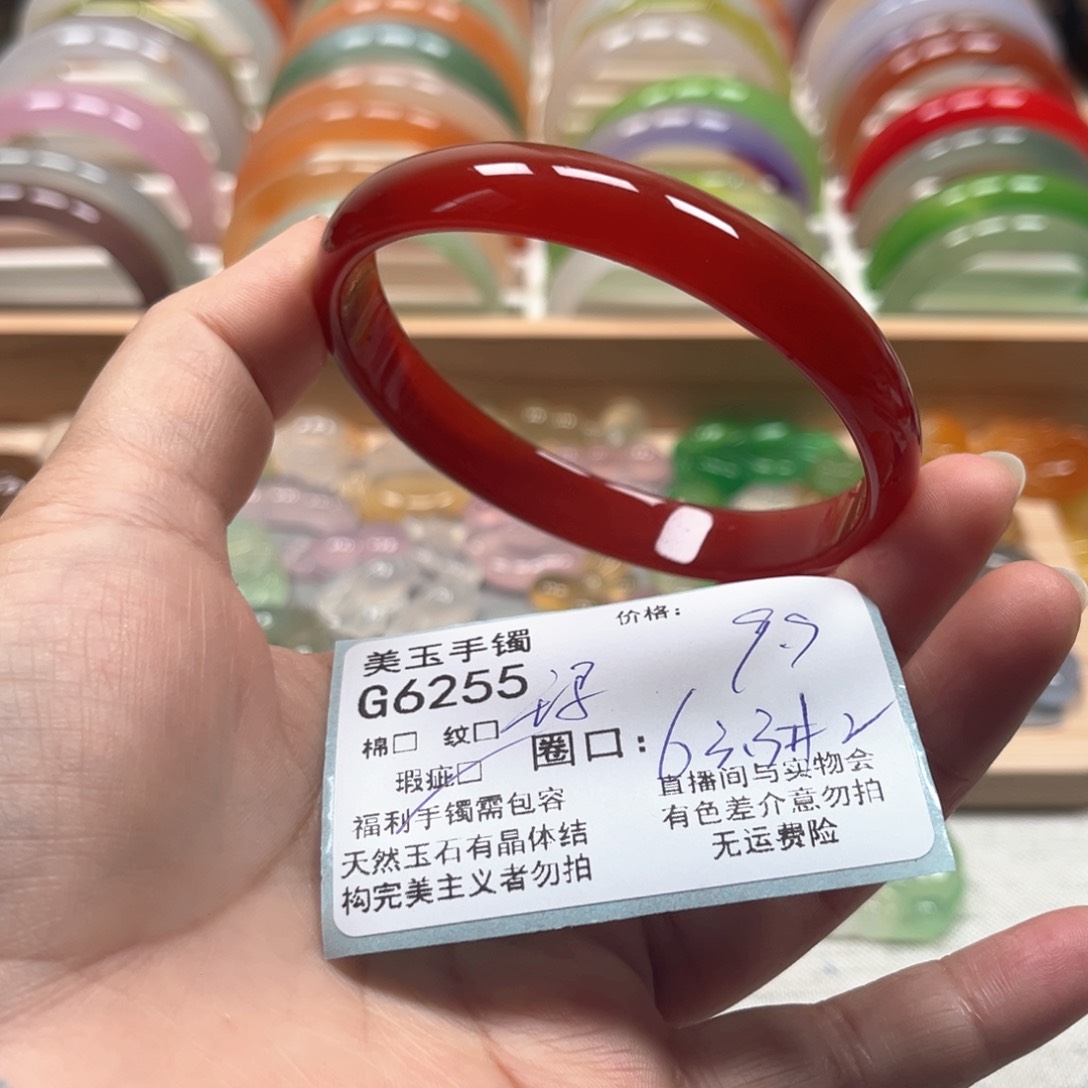 美玉手镯
价格:
G6255
棉□ 纹□
圈口:
瑕疵□
福利手镯需包容
天然玉石有晶体结
构完美主义者勿拍
直播间与实物会
有色差介意勿拍
无运费险